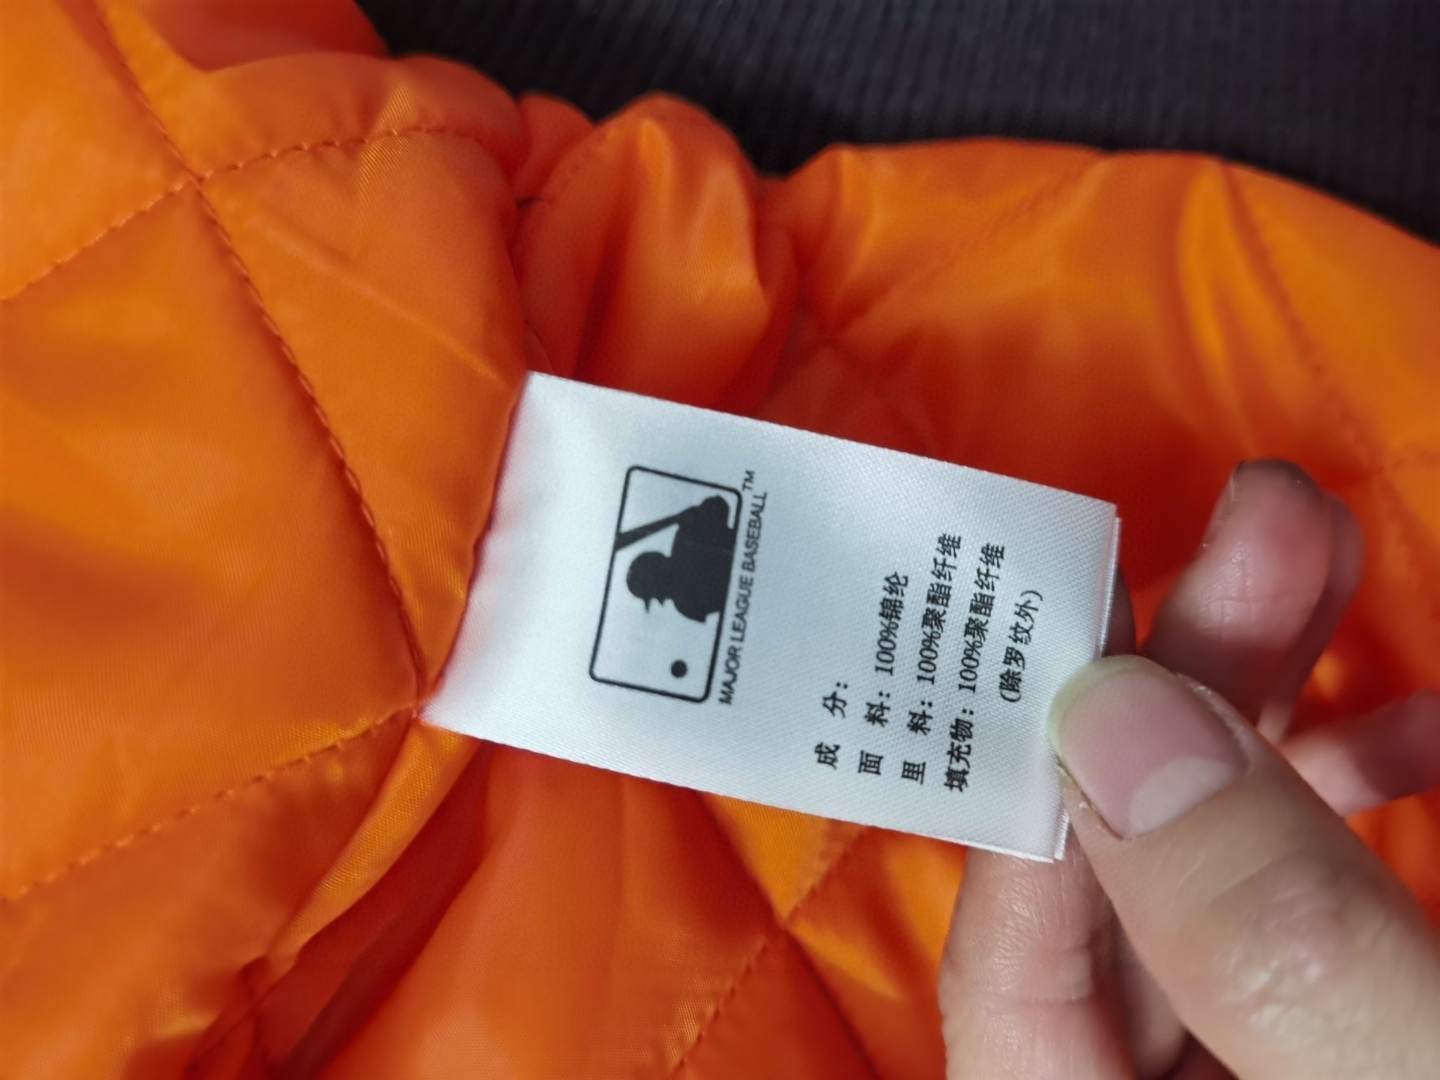 MAJOR LEAGUE BASEBALL™
成 分：
面 料：100%锦纶
里 料：100%聚酯纤维
填充物：100%聚酯纤维
(除罗纹外)